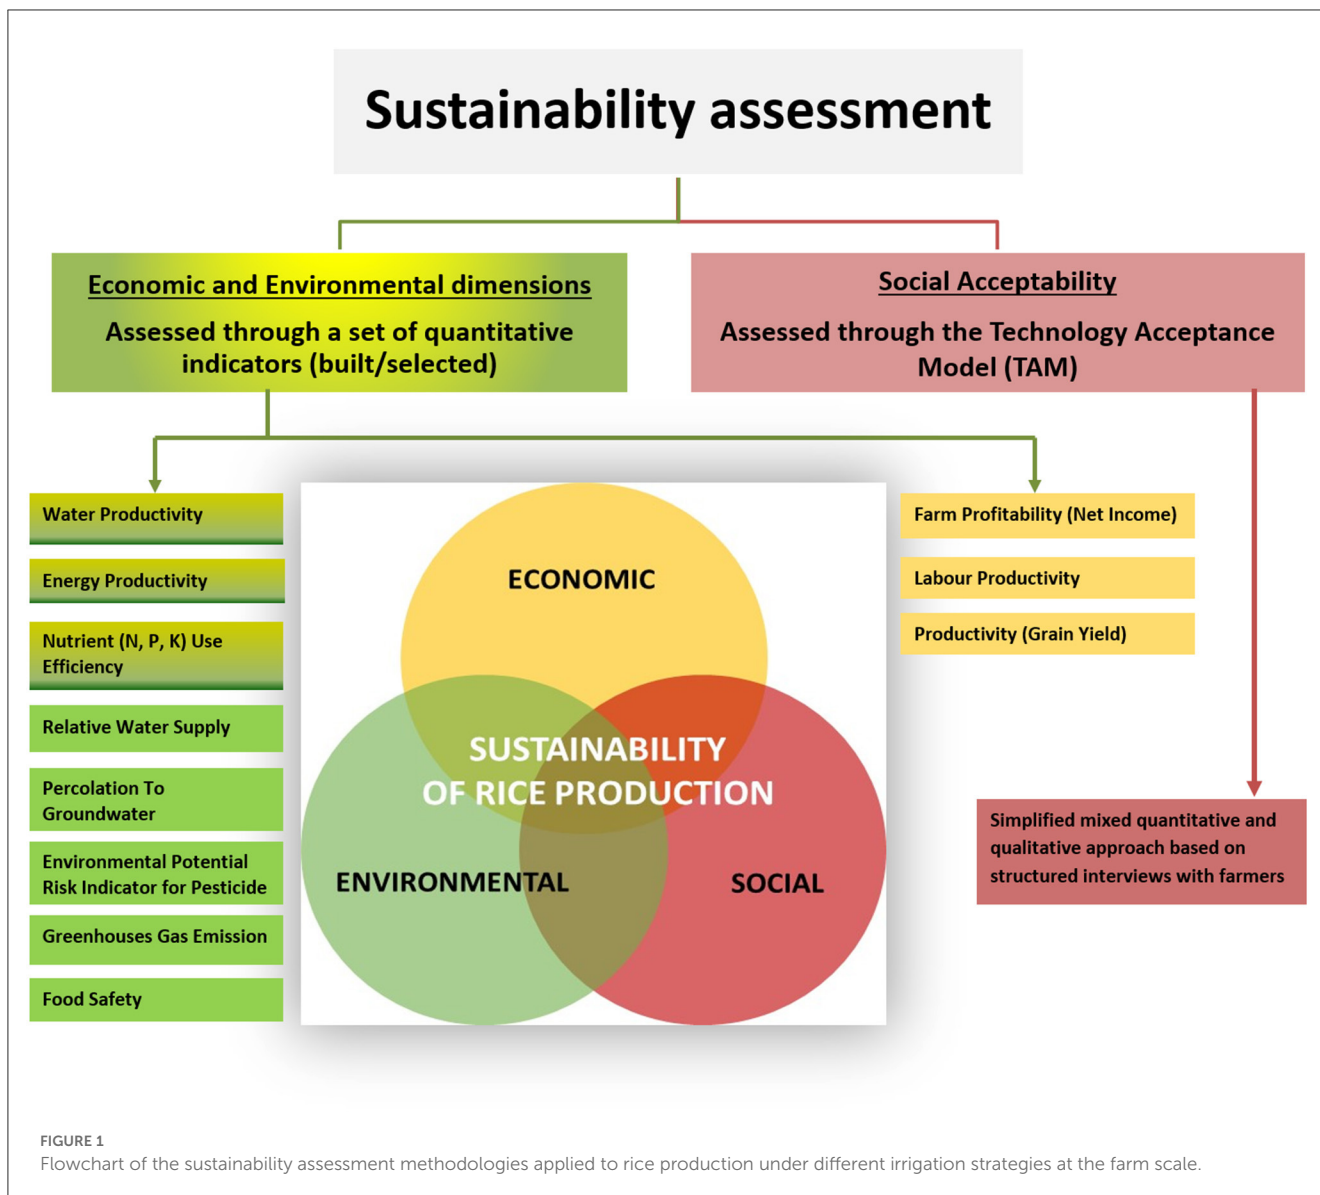 Sustainability assessment
Economic and Environmental dimensions
Assessed through a set of quantitative
indicators (built/selected)
Social Acceptability
Assessed through the Technology Acceptance
Model (TAM)
Water Productivity
Energy Productivity
Nutrient (N, P, K) Use
Efficiency
Relative Water Supply
Percolation To
Groundwater
Environmental Potential
Risk Indicator for Pesticide
Greenhouses Gas Emission
Food Safety
ECONOMIC
SUSTAINABILITY
OF RICE PRODUCTION
ENVIRONMENTAL
SOCIAL
Farm Profitability (Net Income)
Labour Productivity
Productivity (Grain Yield)
Simplified mixed quantitative and
qualitative approach based on
structured interviews with farmers
FIGURE 1
Flowchart of the sustainability assessment methodologies applied to rice production under different irrigation strategies at the farm scale.